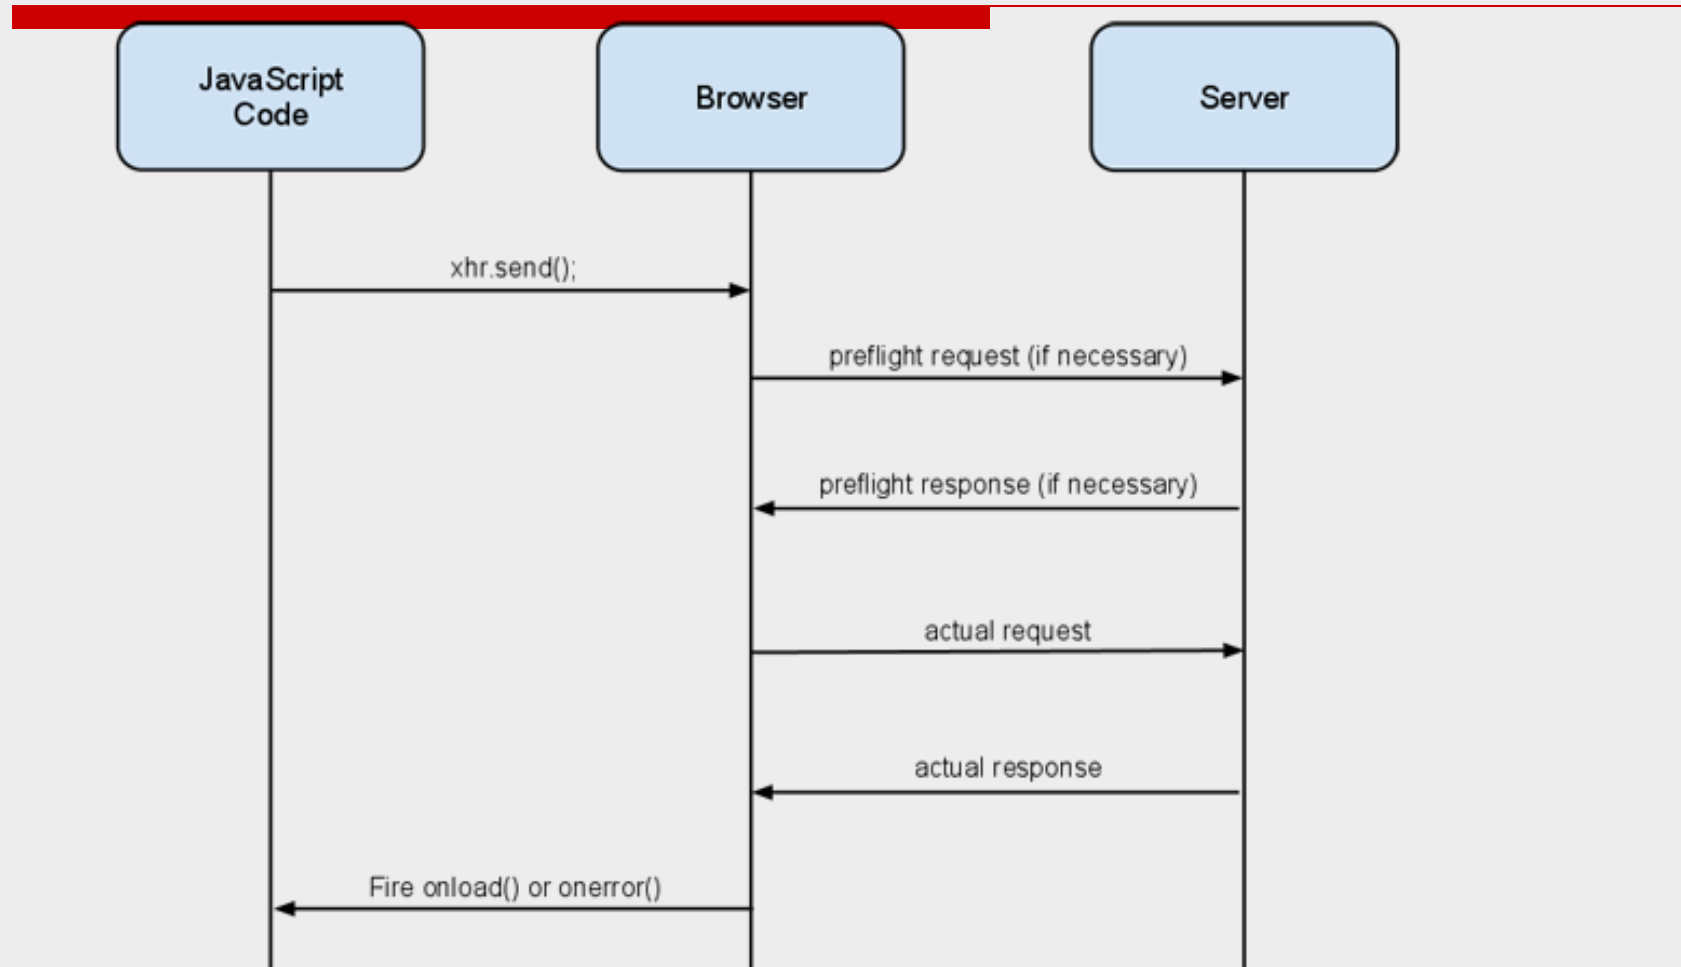 JavaScript
Code
Browser
Server
xhr.send();
preflight request (if necessary)
preflight response (if necessary)
actual request
actual response
Fire onload() or onerror()